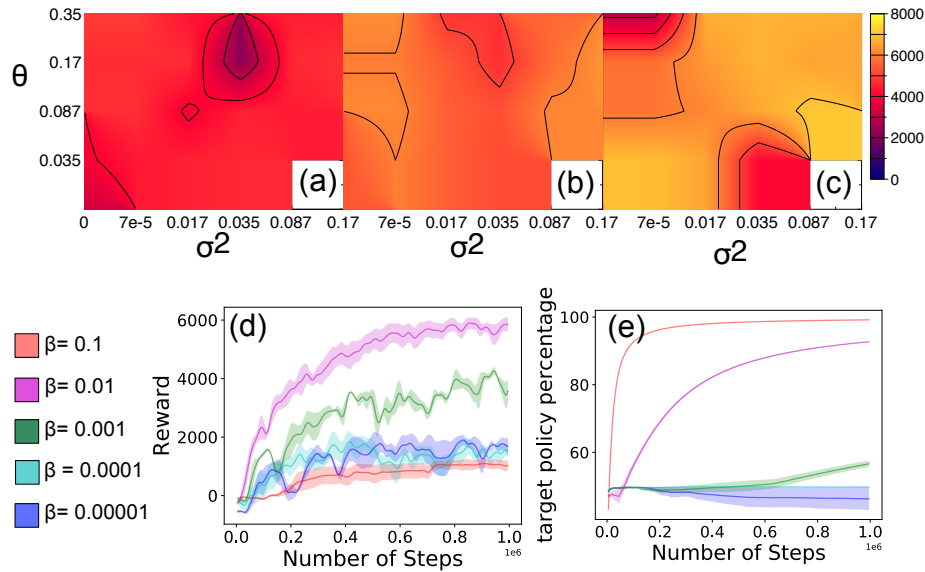 0.35
0.17
θ
0.087
0.035
(a)
(b)
(c)
0 7e-5 0.017 0.035 0.087 0.17
7e-5 0.017 0.035 0.087 0.17
7e-5 0.017 0.035 0.087 0.17
σ2
σ2
σ2
8000
6000
4000
2000
0
β= 0.1
β= 0.01
β= 0.001
β = 0.0001
β= 0.00001
(d)
Reward
6000
4000
2000
0
0.0 0.2 0.4 0.6 0.8 1.0
1e6
Number of Steps
(e)
target policy percentage
100
80
60
0.0 0.2 0.4 0.6 0.8 1.0
1e6
Number of Steps